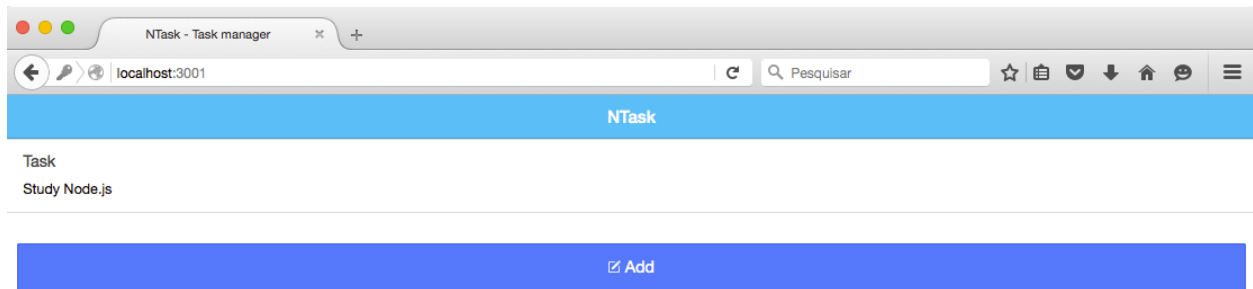 NTask - Task manager
localhost:3001
Pesquisar
NTask
Task
Study Node.js
Add